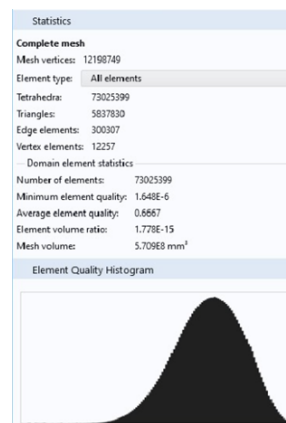 Statistics
Complete mesh
Mesh vertices: 12198749
Element type: All elements
Tetrahedra: 73025399
Triangles: 5837830
Edge elements: 300307
Vertex elements: 12257
Domain element statistics
Number of elements: 73025399
Minimum element quality: 1.648E-6
Average element quality: 0.6667
Element volume ratio: 1.778E-15
Mesh volume: 5.709E8 mm³
Element Quality Histogram